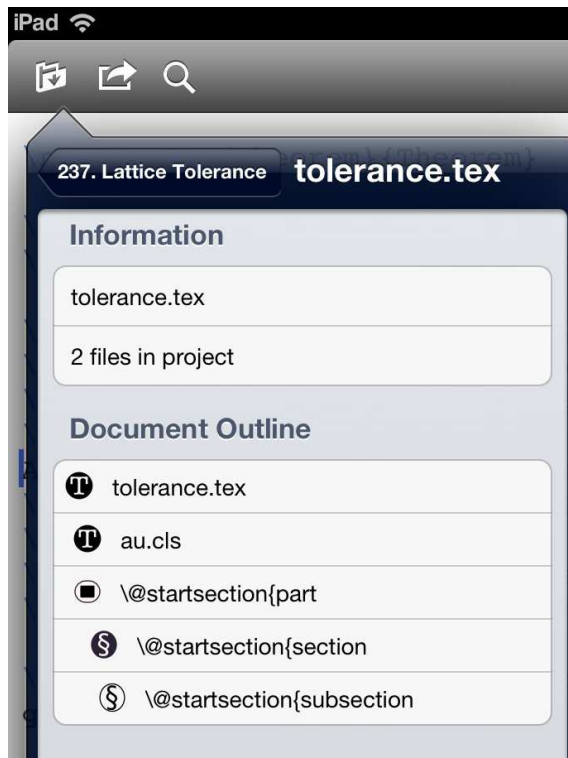 iPad
237. Lattice Tolerance
tolerance.tex
Information
tolerance.tex
2 files in project
Document Outline
tolerance.tex
au.cls
\@startsection{part
\@startsection{section
\@startsection{subsection